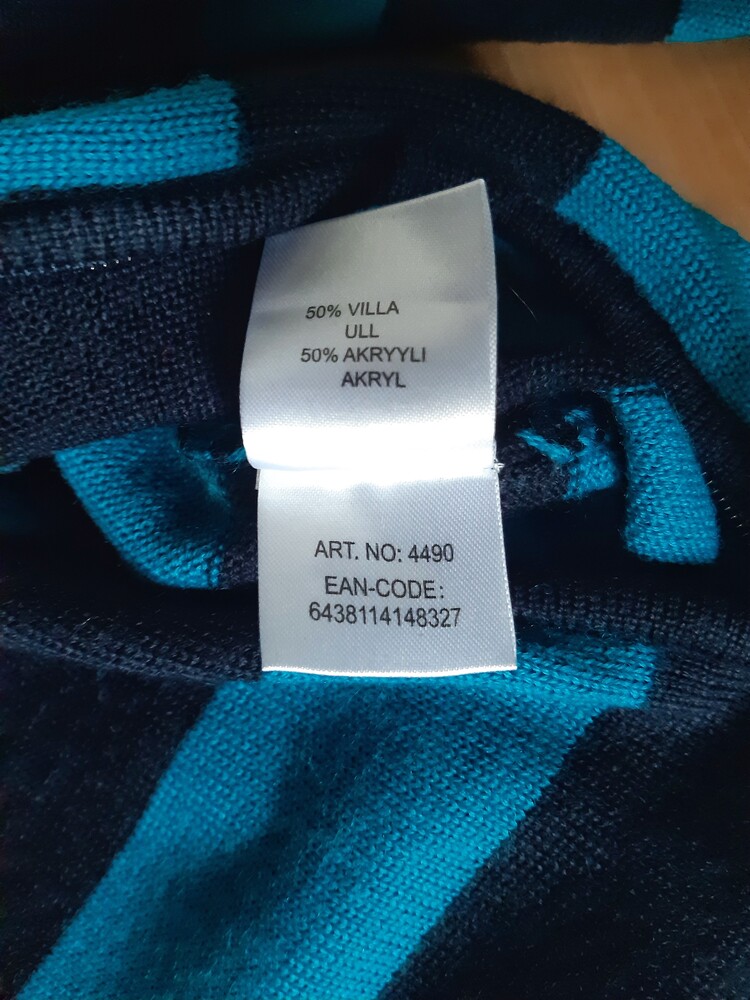 50% VILLA
ULL
50% AKRYYLI
AKRYL
ART. NO: 4490
EAN-CODE:
6438114148327